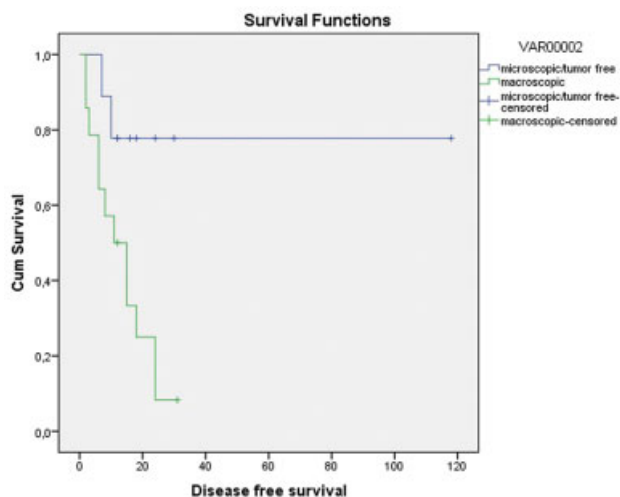 Survival Functions
VAR00002
microscopic/tumor free
macroscopic
microscopic/tumor free-
censored
macroscopic-censored
1,0
0,8
0,6
0,4
0,2
0,0
Cum Survival
0
20
40
60
80
100
120
Disease free survival